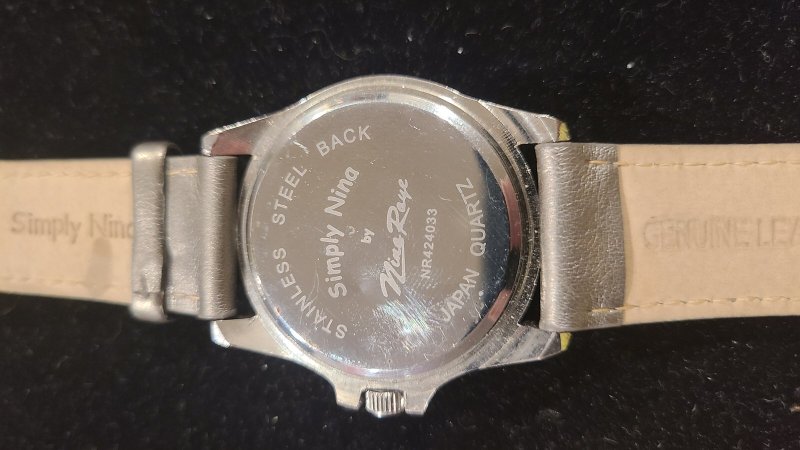 STAINLESS STEEL BACK
Simply Nina
by
Nina Raye
NR424033
JAPAN QUARTZ
Simply Nina
GENUINE LEA